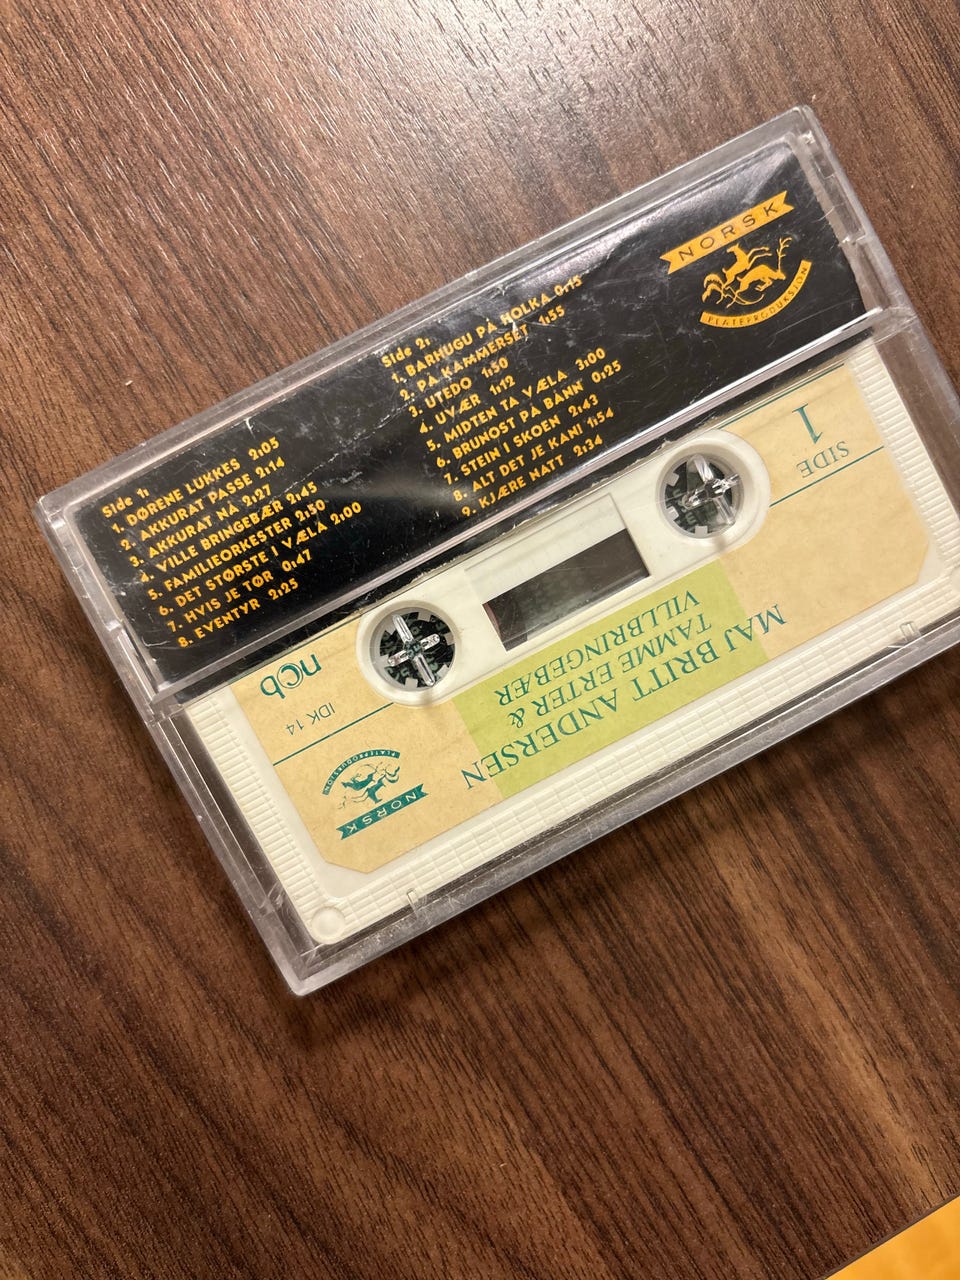 Side 1:
1. DØRENE LUKKES 2:05
2. AKKURAT PASSE 2:14
3. AKKURAT NÅ 2:27
4. VILLE BRINGEBÆR 2:45
5. FAMILIEORKESTER 2:50
6. DET STØRSTE I VÆLA 2:00
7. HVIS JE TØR 0:47
8. EVENTYR 2:25
Side 2:
1. BARHUGU PÅ HOLKA 0:15
2. PÅ KAMMERSET 1:55
3. UTEDO 1:50
4. UVÆR 1:12
5. MIDTEN TA VÆLA 3:00
6. BRUNOST PÅ BÅNN 0:25
7. STEIN I SKOEN 2:43
8. ALT DET JE KAN! 1:54
9. KJÆRE NATT 2:34
NORSK
PLATEPRODUKSJON
NORSK
PLATEPRODUKSJON
MAJ BRITT ANDERSEN
TAMME ERTER &
VILLBRINGEBÆR
IDK 14
nCb
SIDE
1